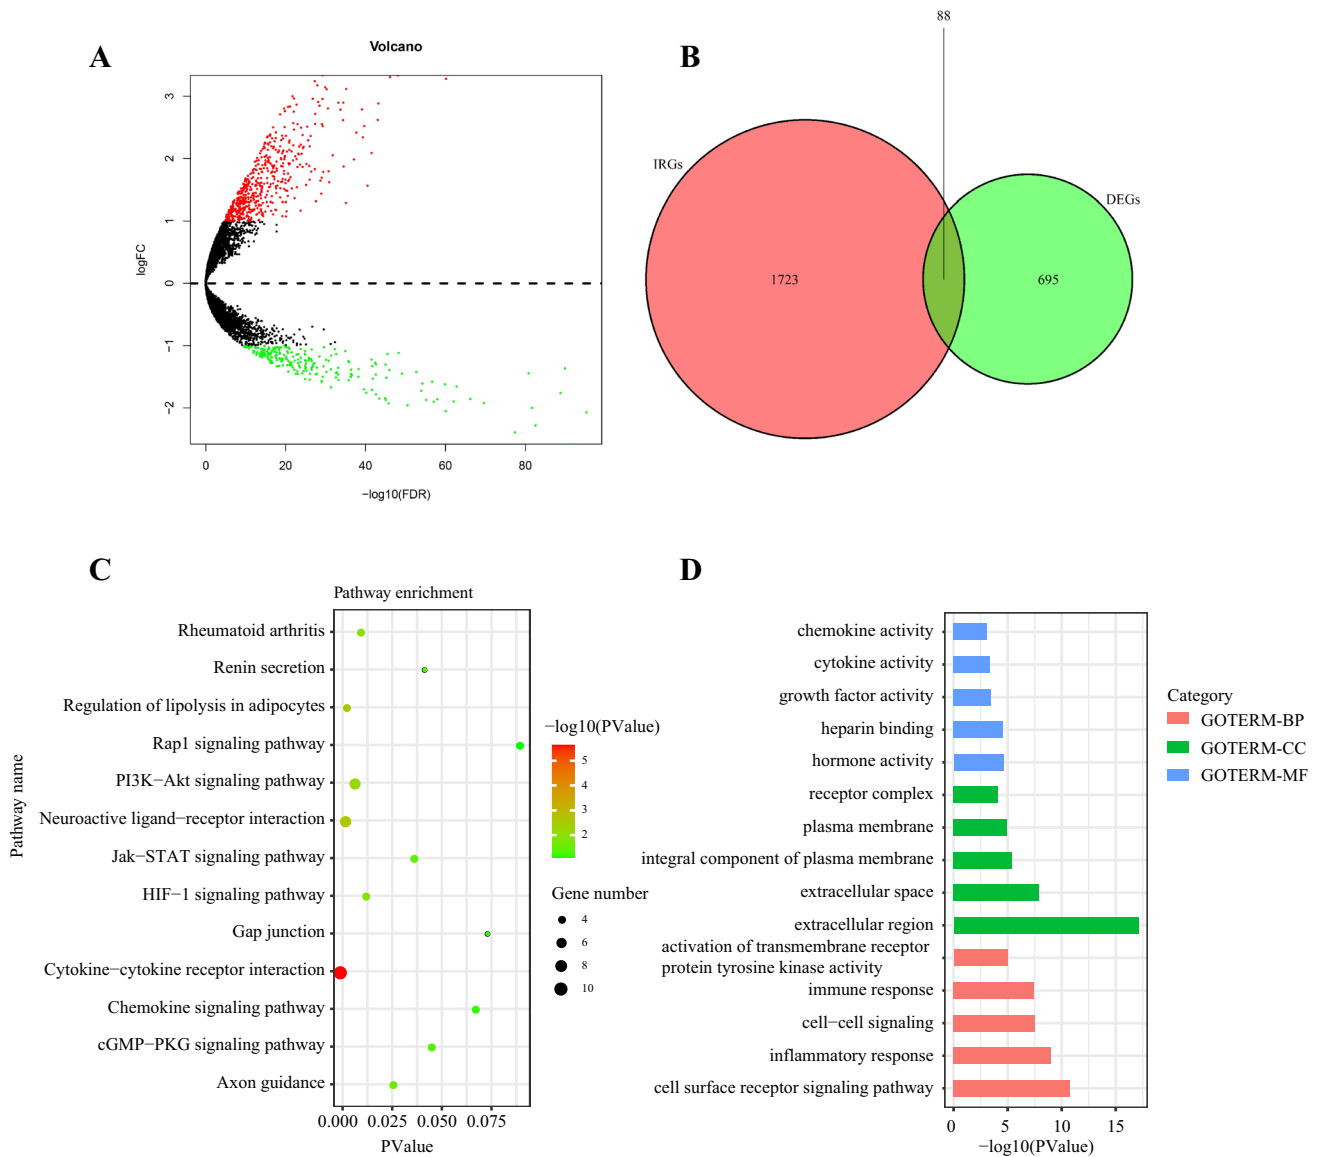 A
Volcano
3
2
1
0
−1
−2
logFC
0
20
40
60
80
−log10(FDR)
B
88
IRGs
DEGs
1723
695
C
Pathway enrichment
Pathway name
Rheumatoid arthritis
Renin secretion
Regulation of lipolysis in adipocytes
Rap1 signaling pathway
PI3K−Akt signaling pathway
Neuroactive ligand−receptor interaction
Jak−STAT signaling pathway
HIF−1 signaling pathway
Gap junction
Cytokine−cytokine receptor interaction
Chemokine signaling pathway
cGMP−PKG signaling pathway
Axon guidance
0.000 0.025 0.050 0.075
PValue
−log10(PValue)
5
4
3
2
Gene number
4
6
8
10
D
chemokine activity
cytokine activity
growth factor activity
heparin binding
hormone activity
receptor complex
plasma membrane
integral component of plasma membrane
extracellular space
extracellular region
activation of transmembrane receptor
protein tyrosine kinase activity
immune response
cell−cell signaling
inflammatory response
cell surface receptor signaling pathway
0
5
10
15
−log10(PValue)
Category
GOTERM-BP
GOTERM-CC
GOTERM-MF